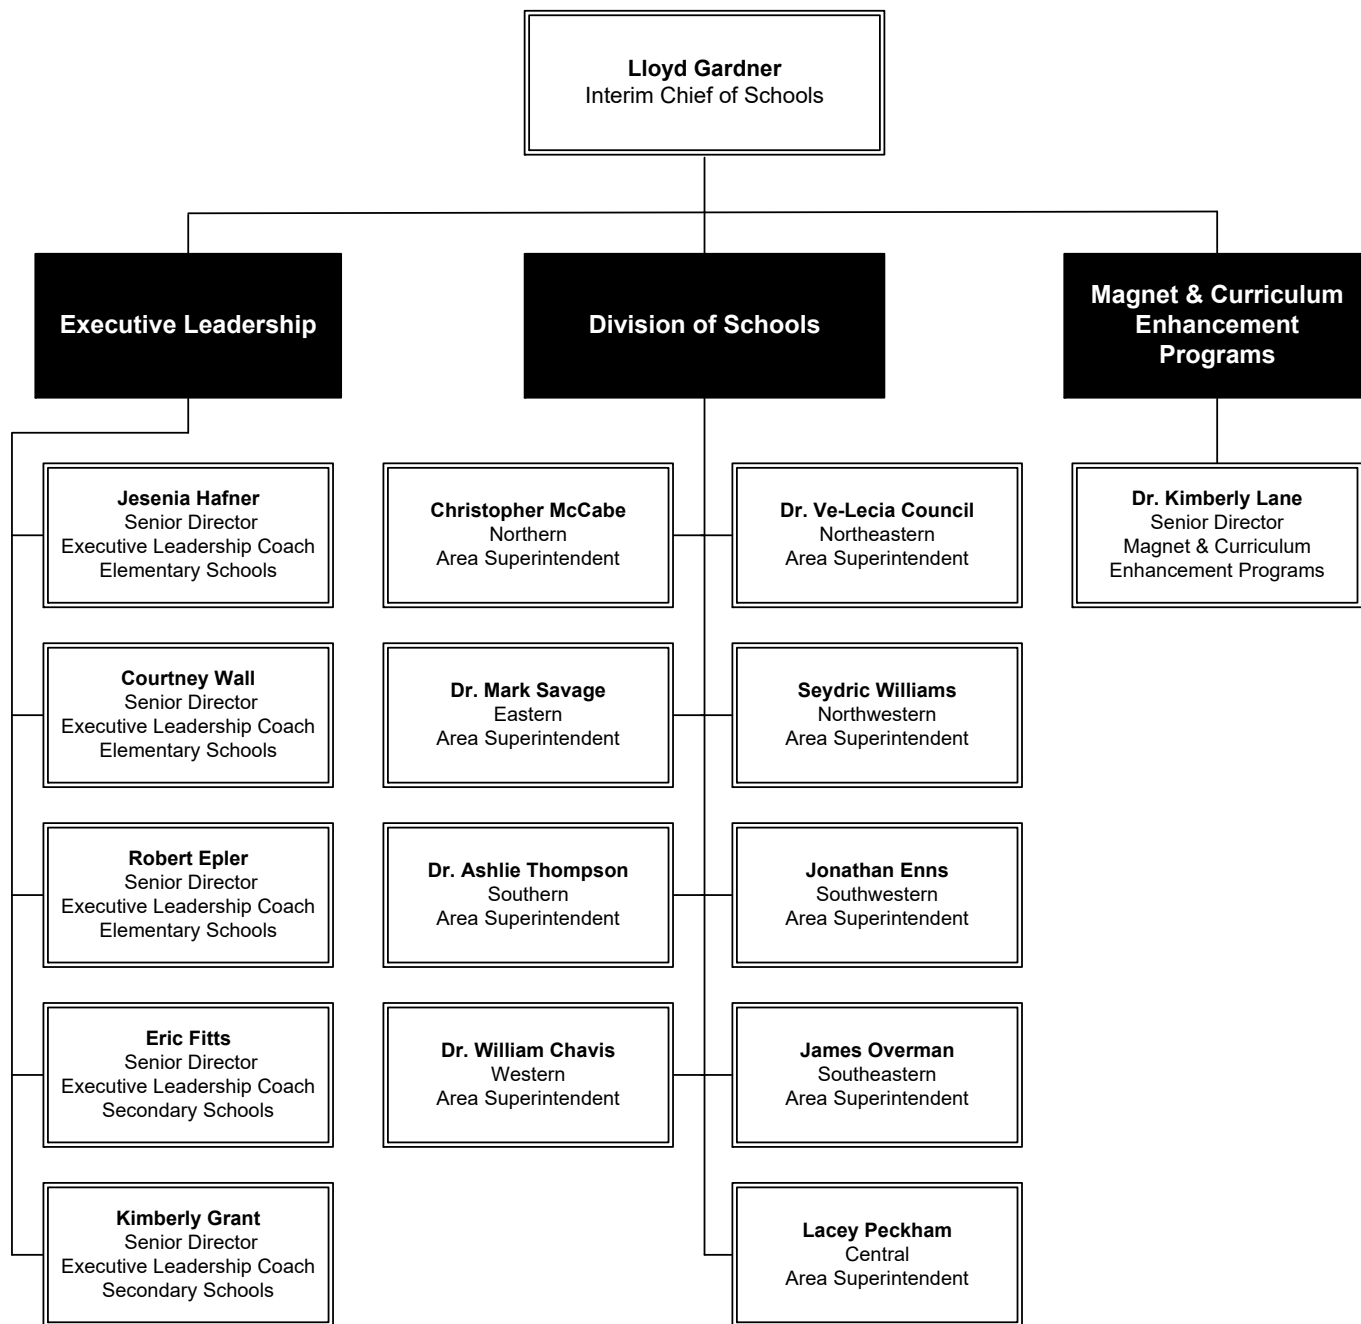 Lloyd Gardner
Interim Chief of Schools
Executive Leadership
Division of Schools
Magnet & Curriculum
Enhancement
Programs
Jesenia Hafner
Senior Director
Executive Leadership Coach
Elementary Schools
Courtney Wall
Senior Director
Executive Leadership Coach
Elementary Schools
Robert Epler
Senior Director
Executive Leadership Coach
Elementary Schools
Eric Fitts
Senior Director
Executive Leadership Coach
Secondary Schools
Kimberly Grant
Senior Director
Executive Leadership Coach
Secondary Schools
Christopher McCabe
Northern
Area Superintendent
Dr. Ve-Lecia Council
Northeastern
Area Superintendent
Dr. Mark Savage
Eastern
Area Superintendent
Seydric Williams
Northwestern
Area Superintendent
Dr. Ashlie Thompson
Southern
Area Superintendent
Jonathan Enns
Southwestern
Area Superintendent
Dr. William Chavis
Western
Area Superintendent
James Overman
Southeastern
Area Superintendent
Lacey Peckham
Central
Area Superintendent
Dr. Kimberly Lane
Senior Director
Magnet & Curriculum
Enhancement Programs